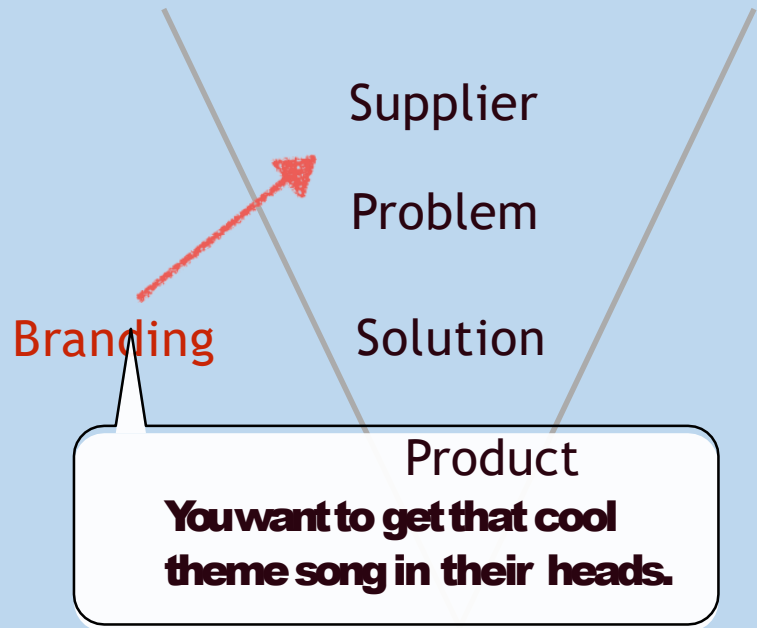 Supplier
Problem
Branding
Solution
Product
You want to get that cool
theme song in their heads.